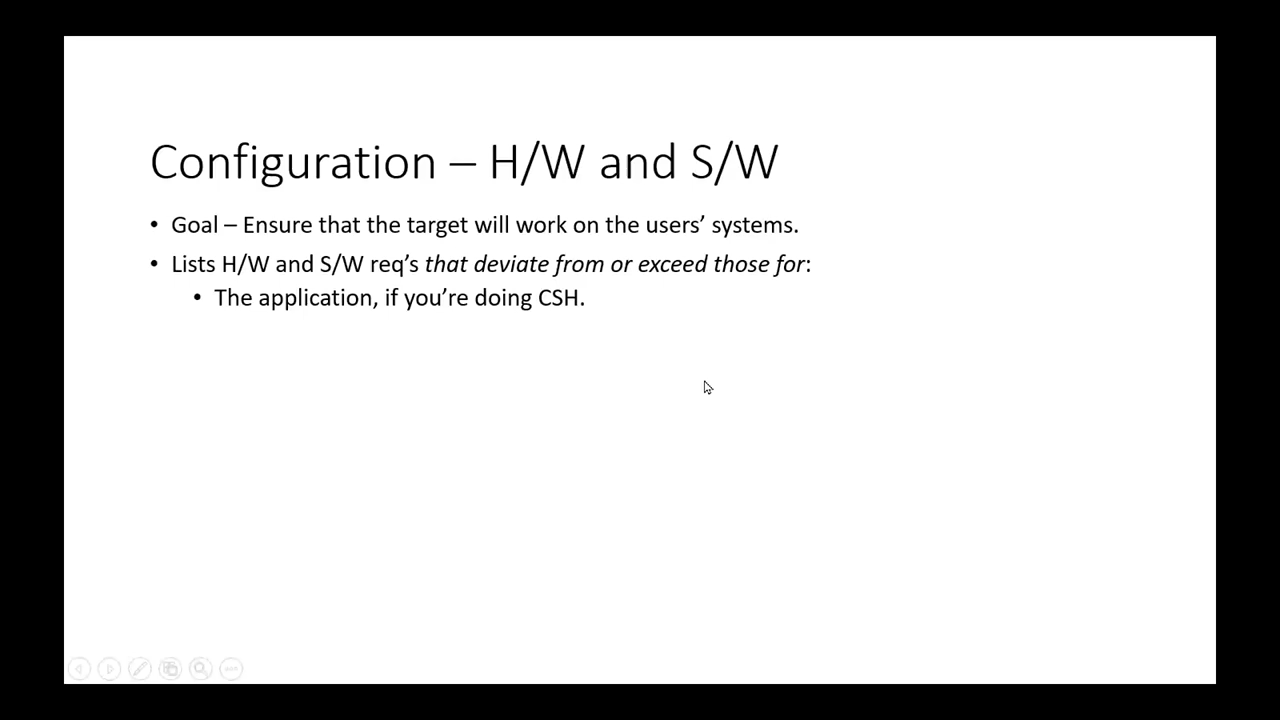 Configuration – H/W and S/W
• Goal – Ensure that the target will work on the users’ systems.
• Lists H/W and S/W req’s that deviate from or exceed those for:
• The application, if you’re doing CSH.